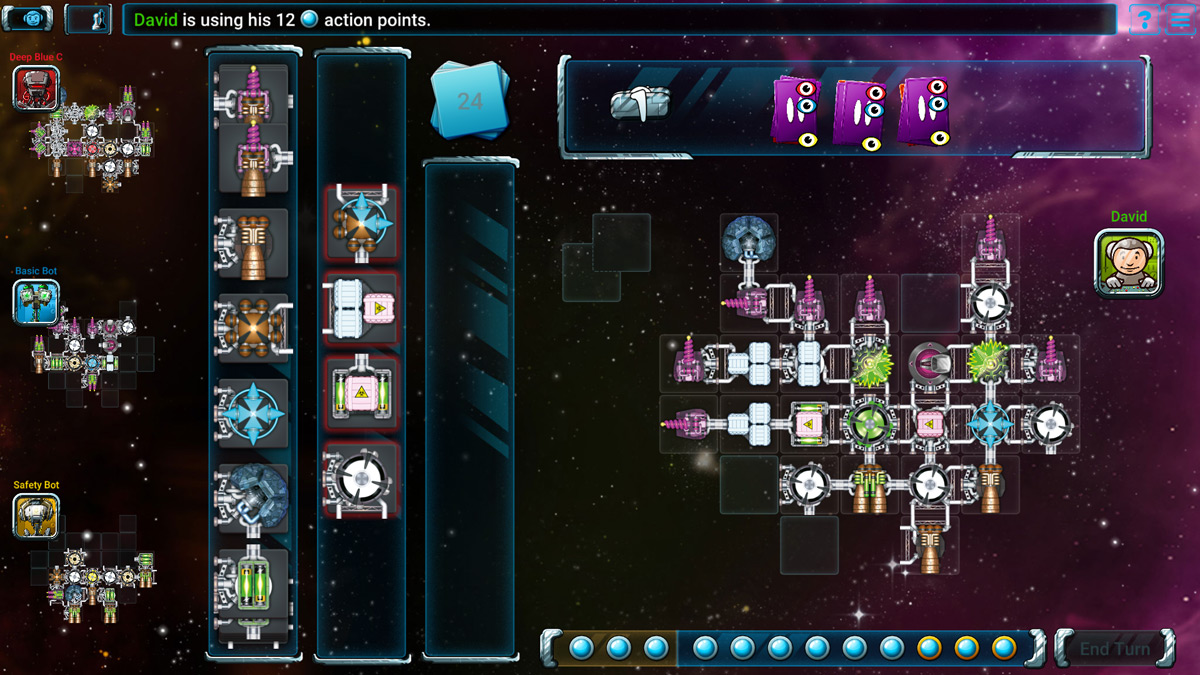 David is using his 12 action points.
?
Deep Blue C
24
David
Basic Bot
Safety Bot
End Turn